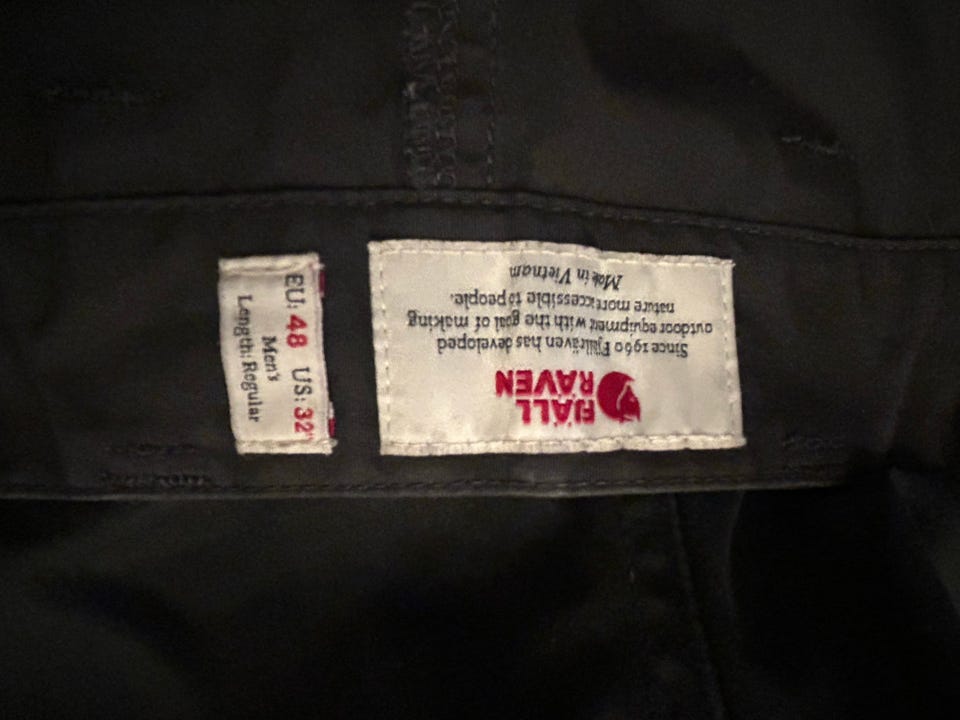 EU: 48 US: 32"
Men's
Length: Regular
FJÄLL
RÄVEN
Since 1960 Fjällräven has developed
outdoor equipment with the goal of making
nature more accessible to people.
Made in Vietnam